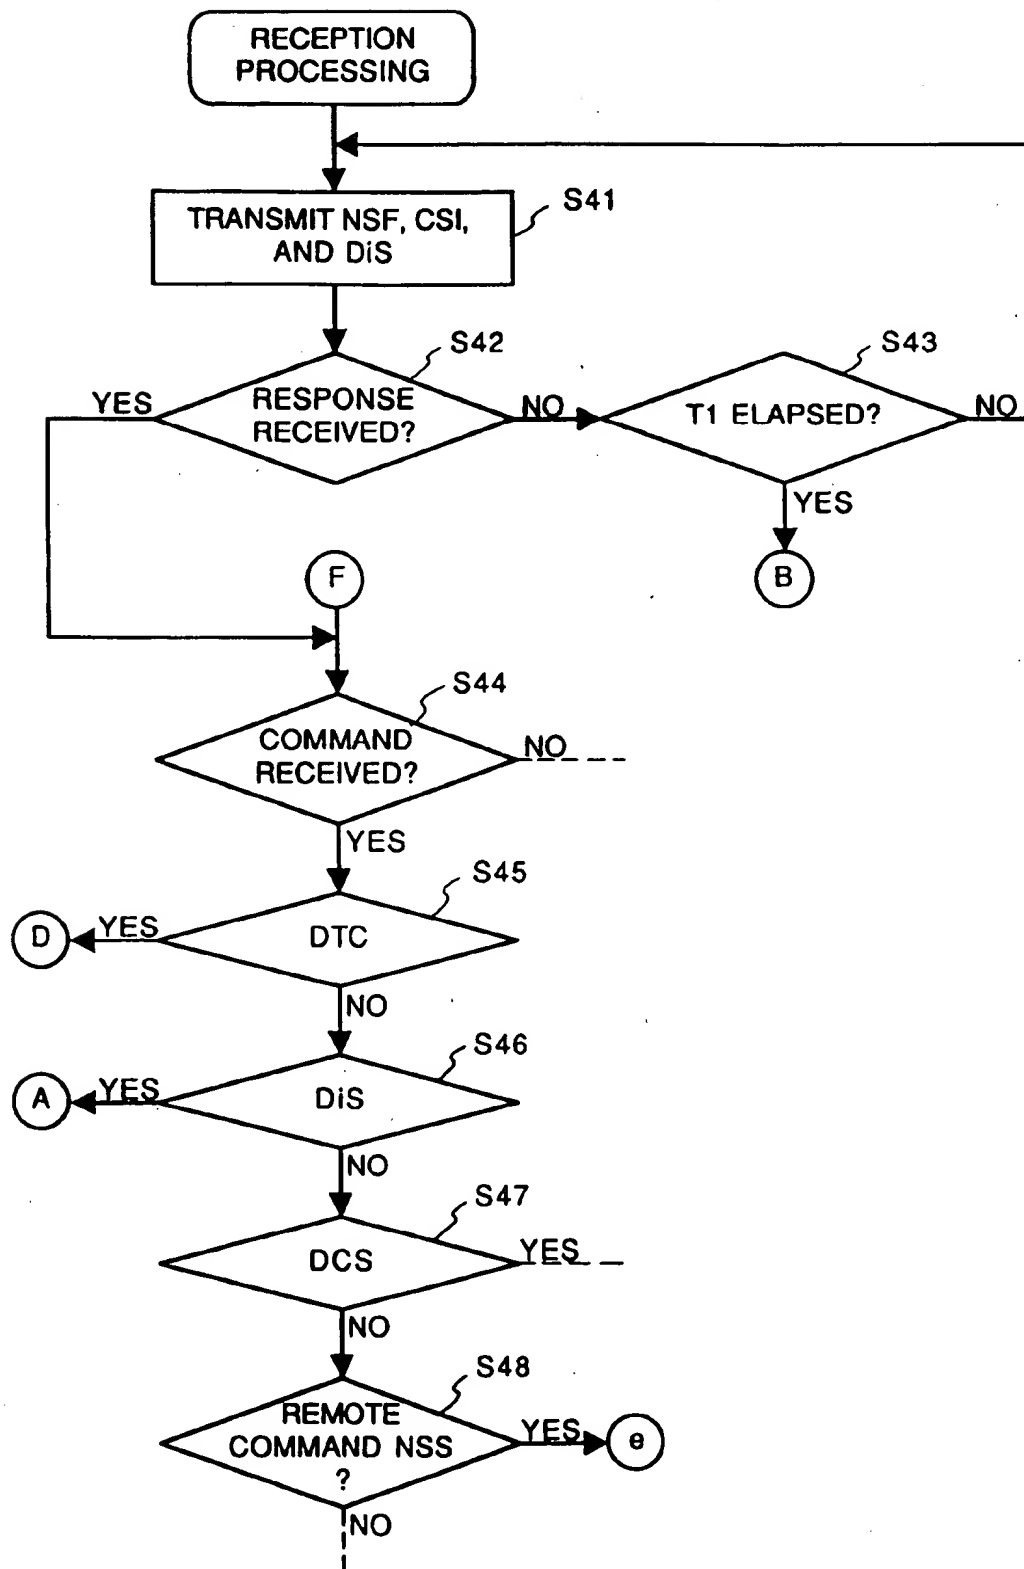 RECEPTION
PROCESSING
TRANSMIT NSF, CSI,
AND DiS
S41
RESPONSE
RECEIVED?
S42
YES
NO
T1 ELAPSED?
S43
NO
YES
B
F
COMMAND
RECEIVED?
S44
NO
YES
DTC
S45
YES
D
NO
DiS
S46
YES
A
NO
DCS
S47
YES
NO
REMOTE
COMMAND NSS
?
S48
YES
e
NO